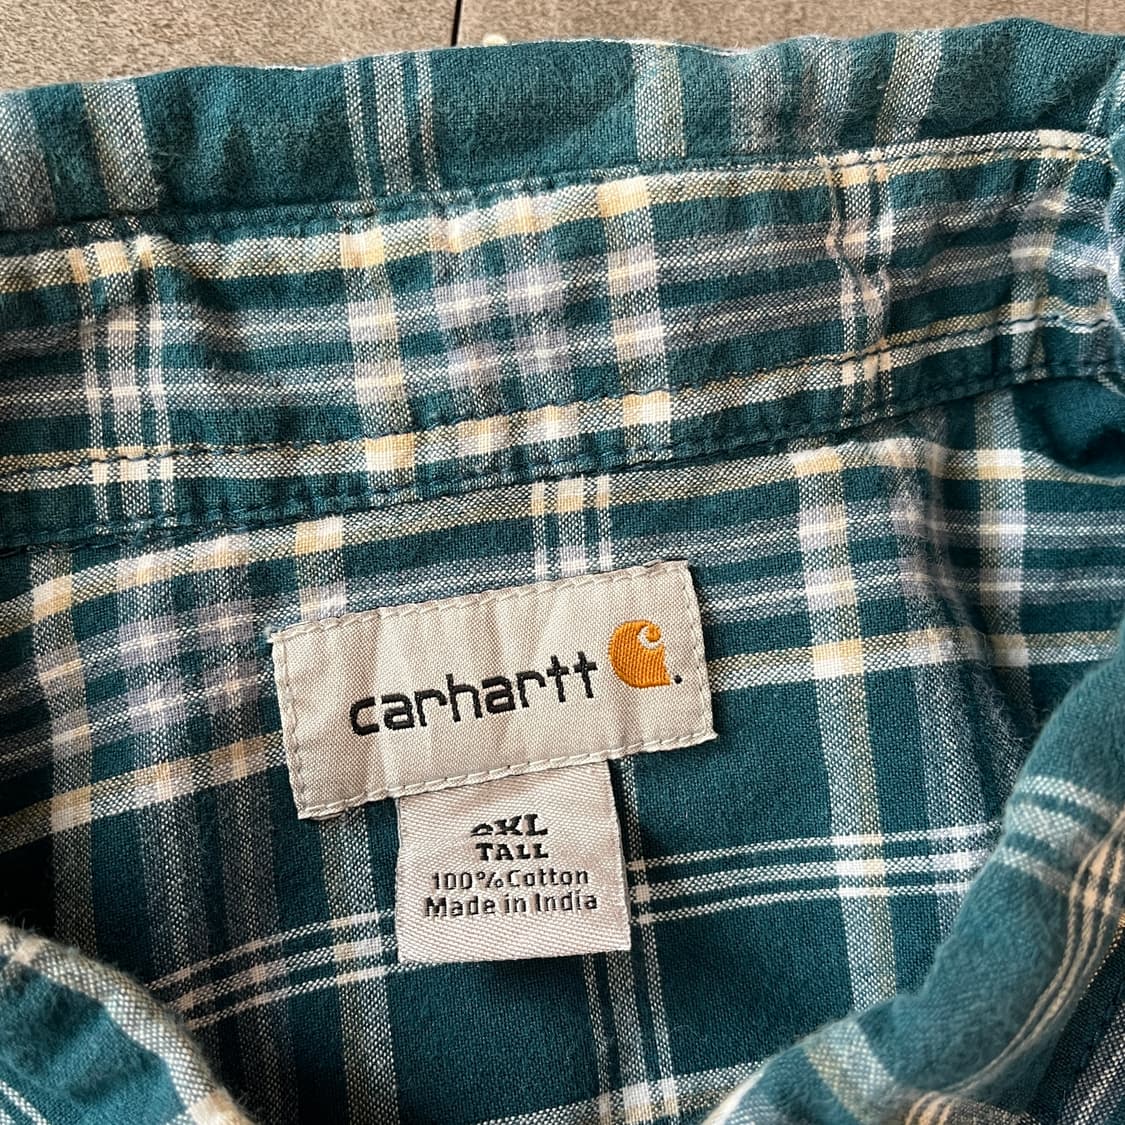 carhartt
2XL
TALL
100% Cotton
Made in India